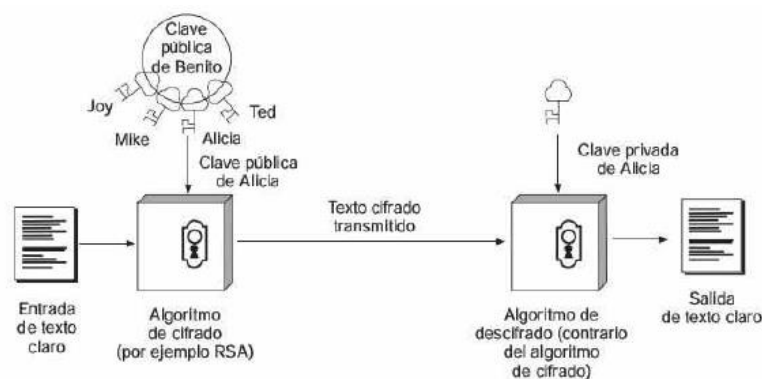 Clave
pública
de Benito
Joy
Mike
Alicia
Ted
Clave pública
de Alicia
Clave privada
de Alicia
Texto cifrado
transmitido
Entrada
de texto
claro
Algoritmo
de cifrado
(por ejemplo RSA)
Algoritmo de
descifrado (contrario
del algoritmo
de cifrado)
Salida
de texto claro